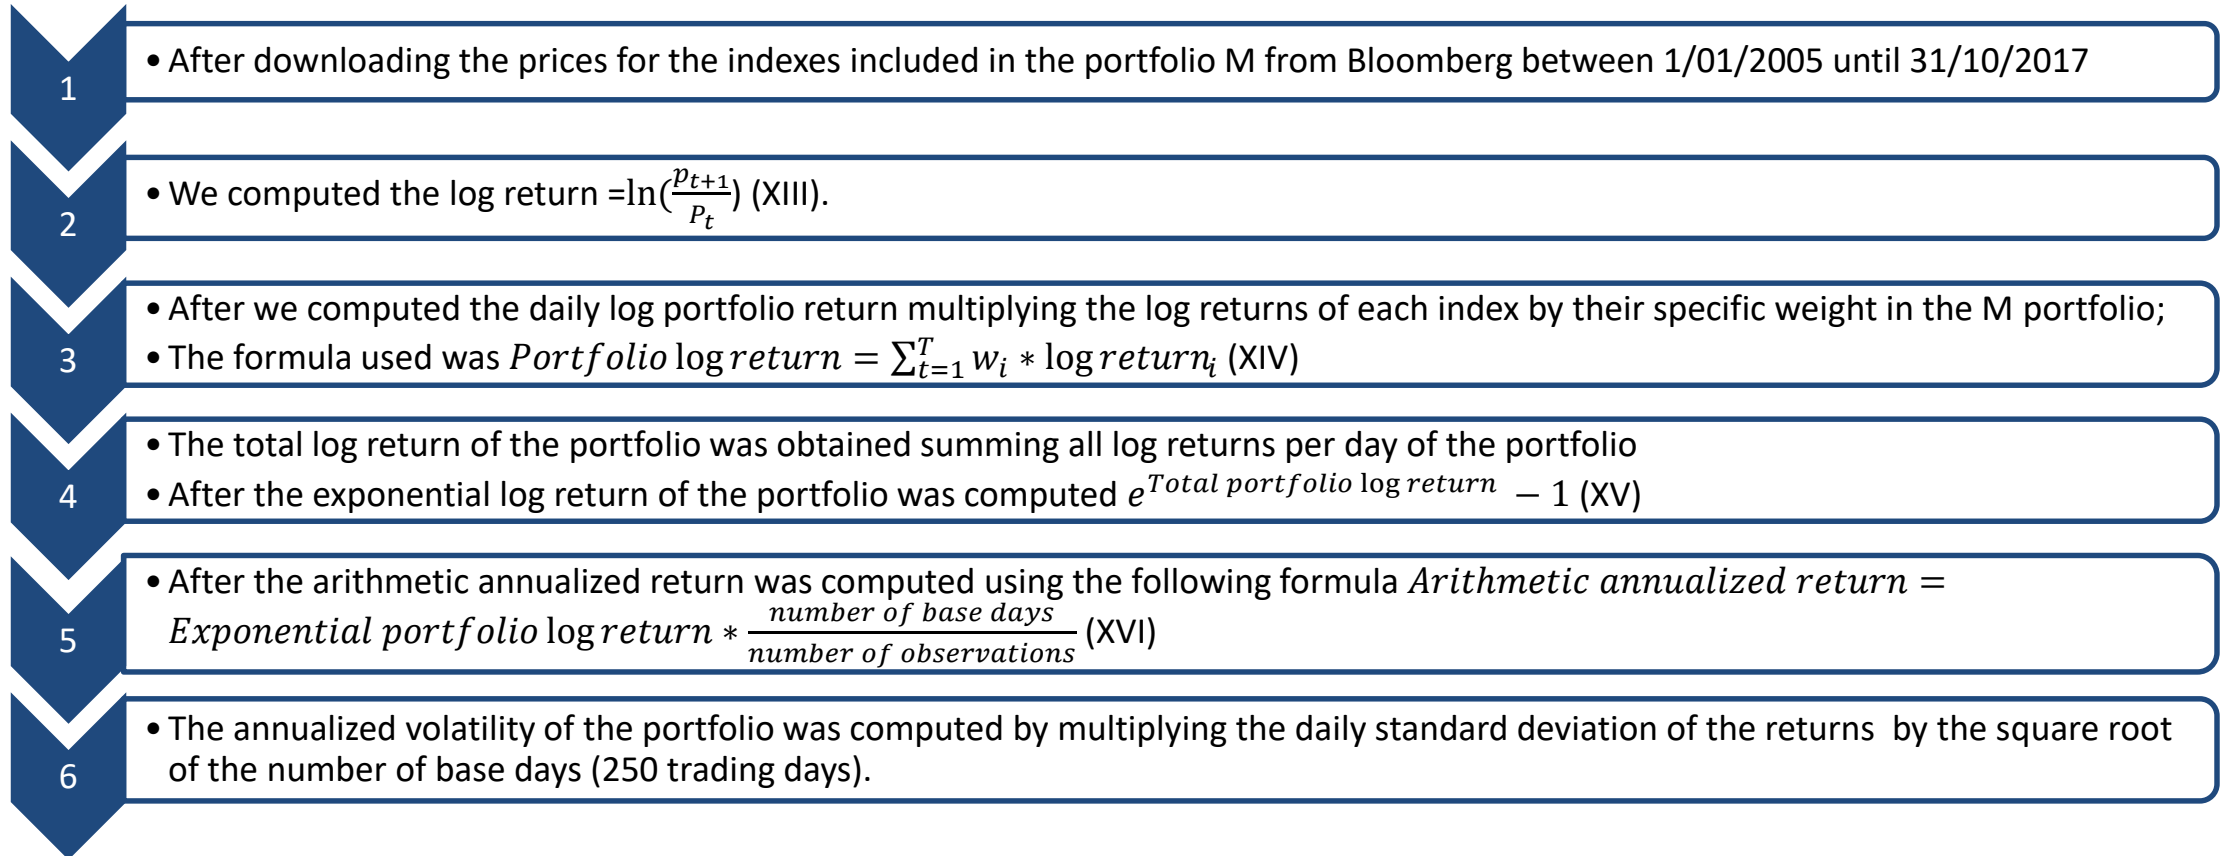 1
• After downloading the prices for the indexes included in the portfolio M from Bloomberg between 1/01/2005 until 31/10/2017
2
• We computed the log return =ln(p_{t+1}/P_t) (XIII).
3
• After we computed the daily log portfolio return multiplying the log returns of each index by their specific weight in the M portfolio;
• The formula used was Portfolio log return = ∑_{t=1}^{T} w_i * log return_i (XIV)
4
• The total log return of the portfolio was obtained summing all log returns per day of the portfolio
• After the exponential log return of the portfolio was computed e^{Total portfolio log return} − 1 (XV)
5
• After the arithmetic annualized return was computed using the following formula Arithmetic annualized return =
Exponential portfolio log return * number of base days / number of observations (XVI)
6
• The annualized volatility of the portfolio was computed by multiplying the daily standard deviation of the returns by the square root
of the number of base days (250 trading days).